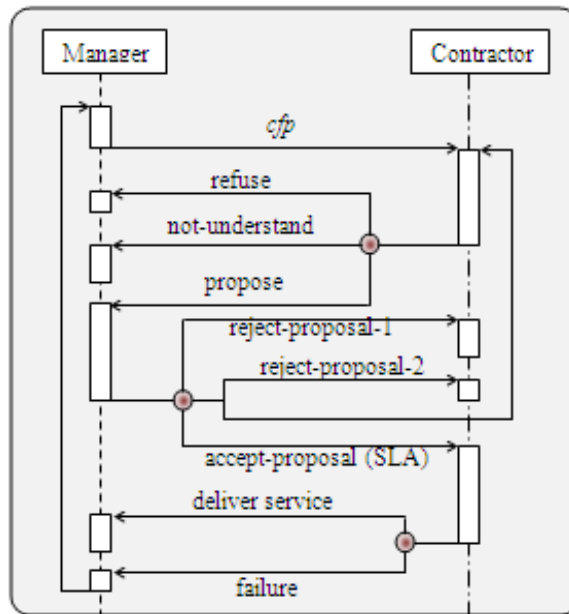 Manager
Contractor
cfp
refuse
not-understand
propose
reject-proposal-1
reject-proposal-2
accept-proposal (SLA)
deliver service
failure